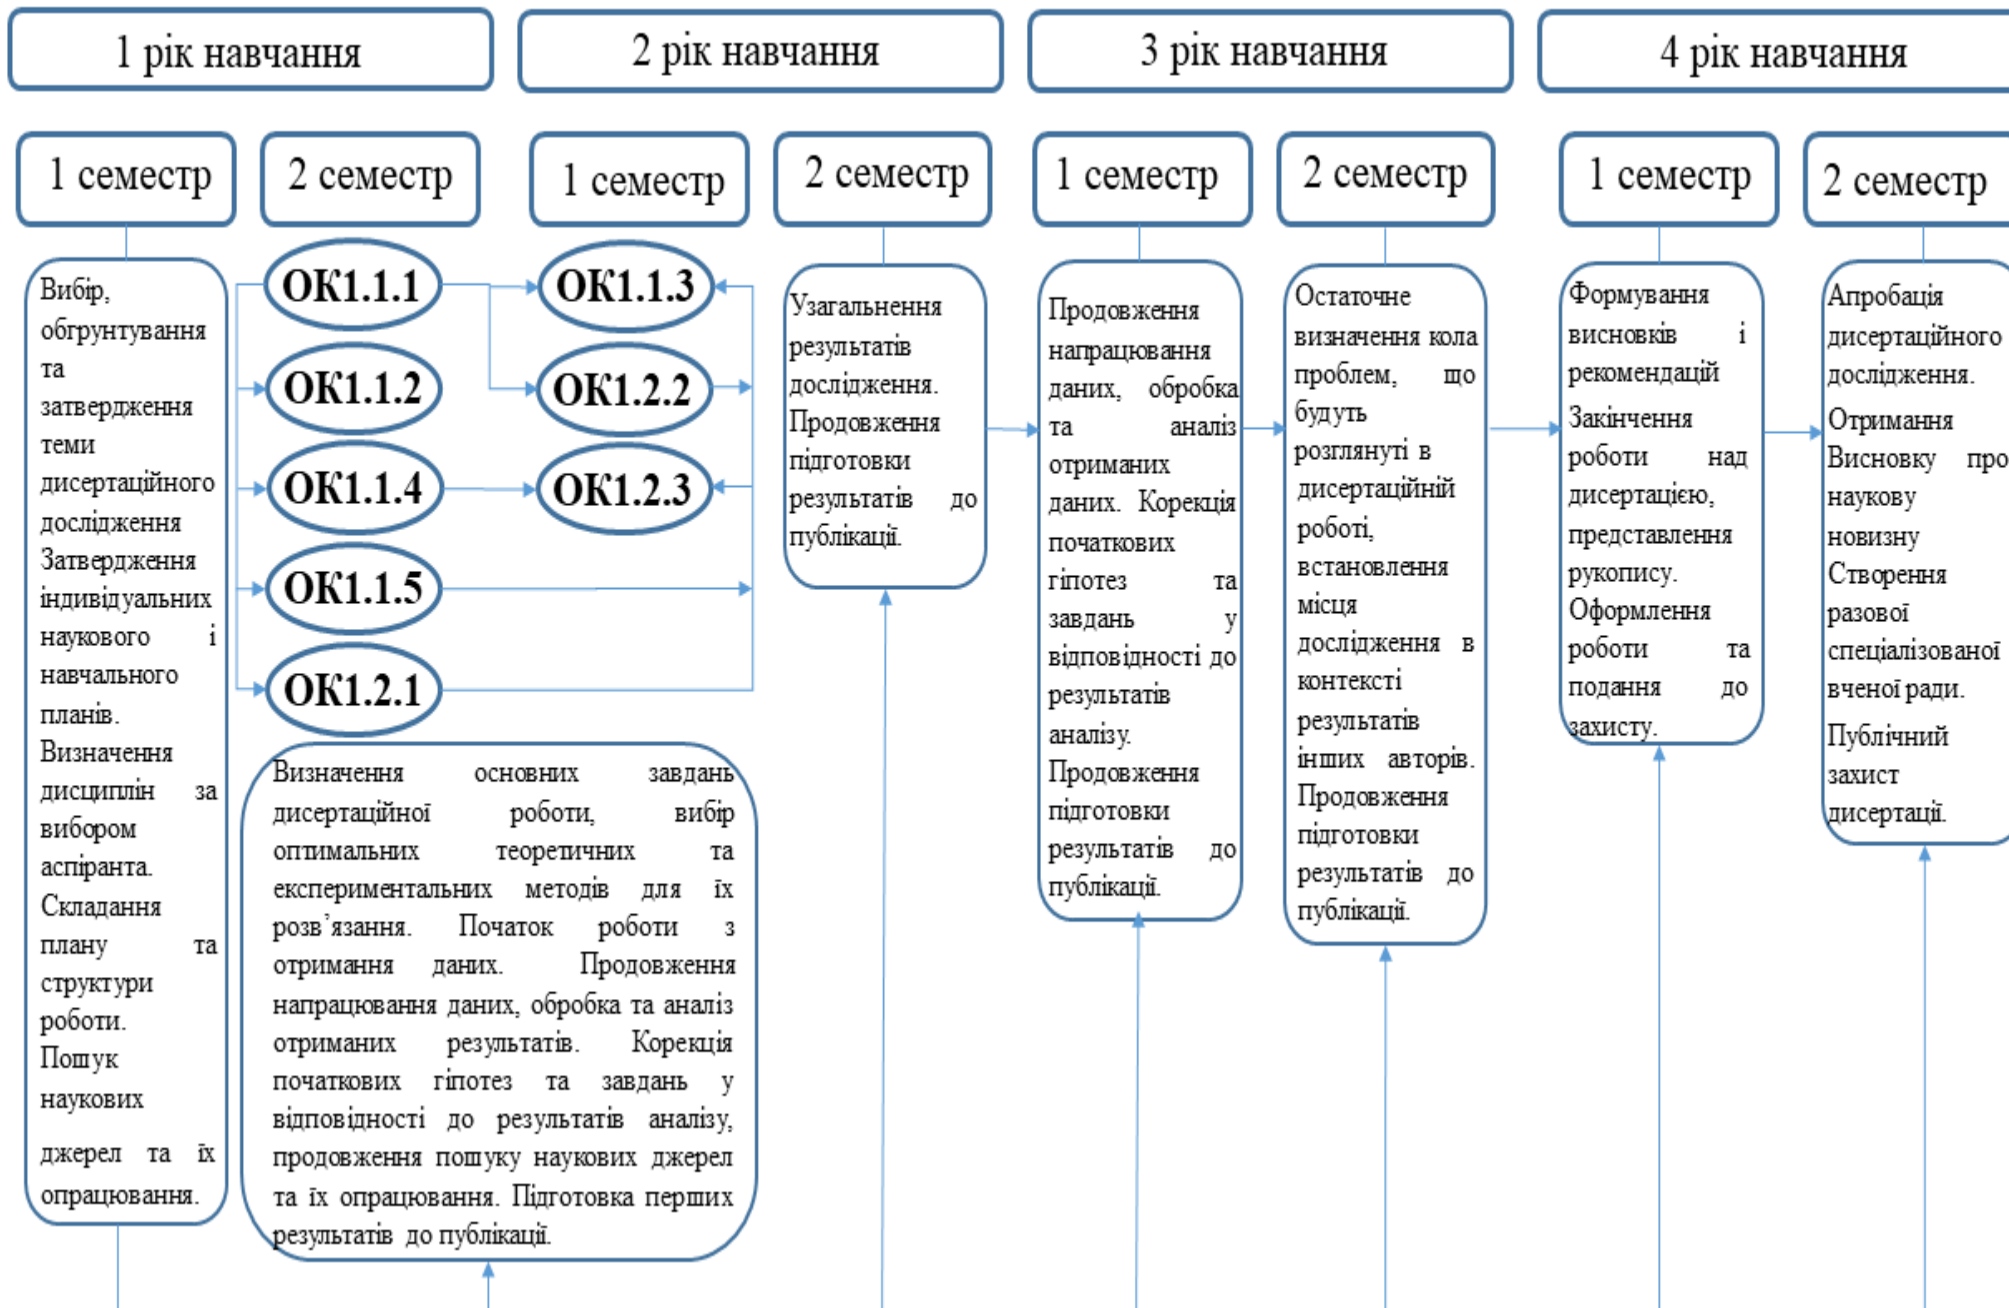 1 рік навчання
2 рік навчання
3 рік навчання
4 рік навчання
1 семестр
2 семестр
1 семестр
2 семестр
1 семестр
2 семестр
1 семестр
2 семестр
Вибір,
обгрунтування
та
затвердження
теми
дисертаційного
дослідження
Затвердження
індивідуальних
наукового і
навчального
планів.
Визначення
дисциплін за
вибором
аспіранта.
Складання
плану та
структури
роботи.
Пошук
наукових
джерел та їх
опрацювання.
ОК1.1.1
ОК1.1.2
ОК1.1.4
ОК1.1.5
ОК1.2.1
ОК1.1.3
ОК1.2.2
ОК1.2.3
Визначення основних завдань
дисертаційної роботи, вибір
оптимальних теоретичних та
експериментальних методів для їх
розв’язання. Початок роботи з
отримання даних. Продовження
напрацювання даних, обробка та аналіз
отриманих результатів. Корекція
початкових гіпотез та завдань у
відповідності до результатів аналізу,
продовження пошуку наукових джерел
та їх опрацювання. Підготовка перших
результатів до публікації.
Узагальнення
результатів
дослідження.
Продовження
підготовки
результатів до
публікації.
Продовження
напрацювання
даних, обробка
та аналіз
отриманих
даних. Корекція
початкових
гіпотез та
завдань у
відповідності до
результатів
аналізу.
Продовження
підготовки
результатів до
публікації.
Остаточне
визначення кола
проблем, що
будуть
розглянуті в
дисертаційній
роботі,
встановлення
місця
дослідження в
контексті
результатів
інших авторів.
Продовження
підготовки
результатів до
публікації.
Формування
висновків і
рекомендацій
Закінчення
роботи над
дисертацією,
представлення
рукопису.
Оформлення
роботи та
подання до
захисту.
Апробація
дисертаційного
дослідження.
Отримання
Висновку про
наукову
новизну
Створення
разової
спеціалізованої
вченої ради.
Публічний
захист
дисертації.